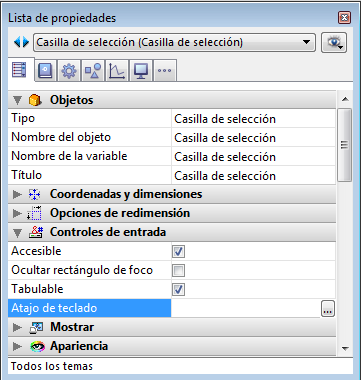 Lista de propiedades
Casilla de selección (Casilla de selección)
Objetos
Tipo Casilla de selección
Nombre del objeto Casilla de selección
Nombre de la variable Casilla de selección
Título Casilla de selección
Coordenadas y dimensiones
Opciones de redimensión
Controles de entrada
Accesible
Ocultar rectángulo de foco
Tabulable
Atajo de teclado ...
Mostrar
Apariencia
Todos los temas